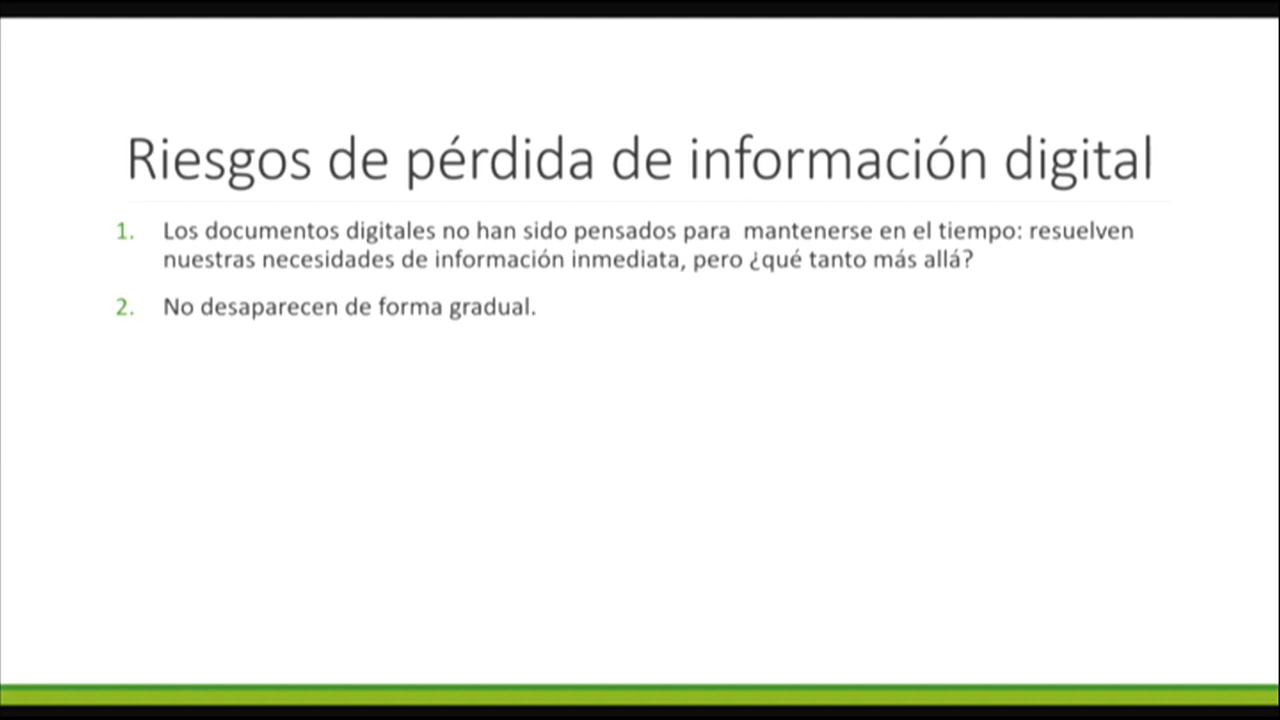 Riesgos de pérdida de información digital
1. Los documentos digitales no han sido pensados para  mantenerse en el tiempo: resuelven
nuestras necesidades de información inmediata, pero ¿qué tanto más allá?
2. No desaparecen de forma gradual.